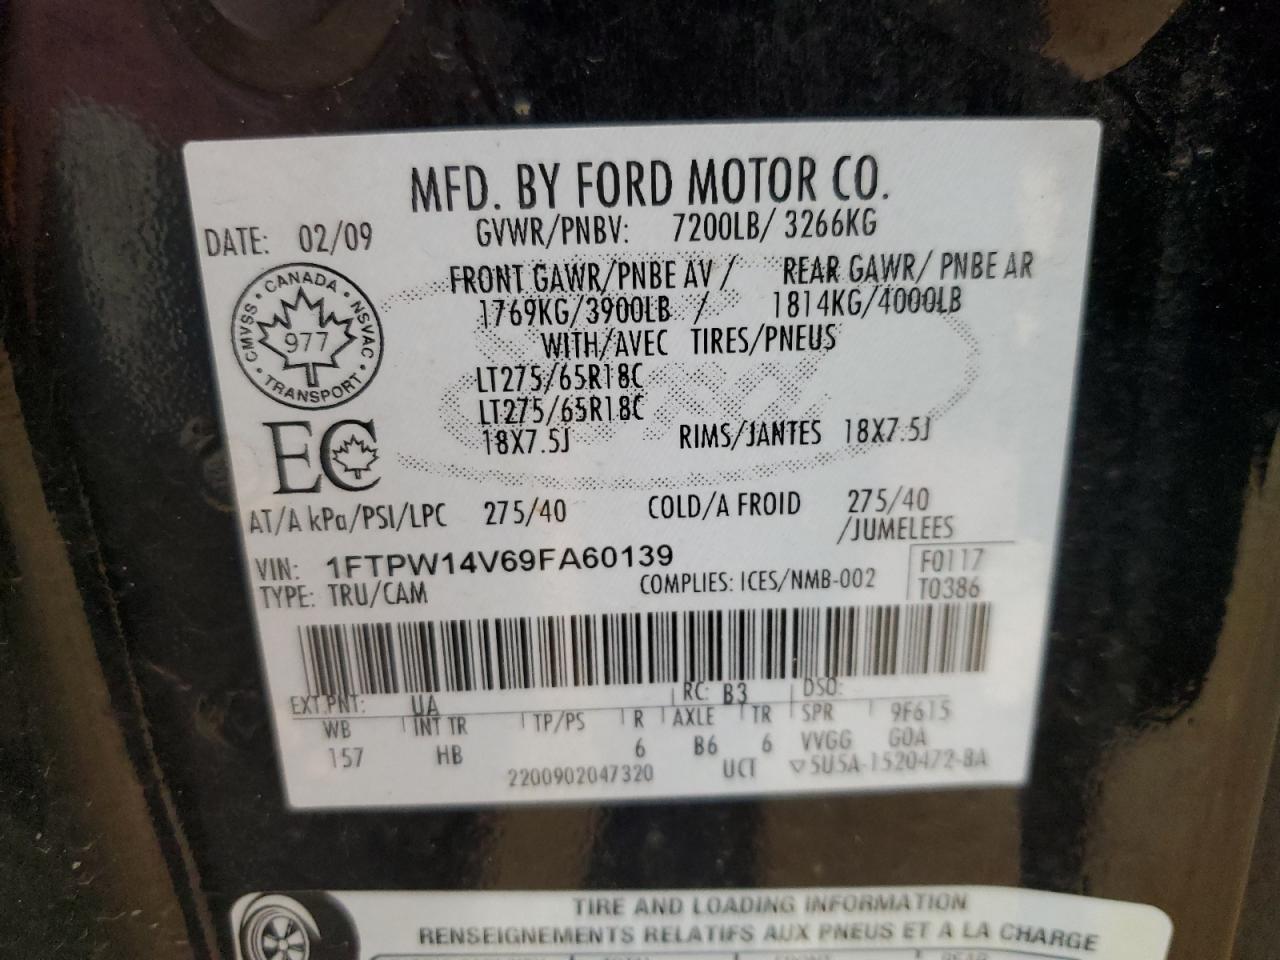 MFD. BY FORD MOTOR CO.
DATE: 02/09 GVWR/PNBV: 7200LB/ 3266KG
FRONT GAWR/PNBE AV / REAR GAWR/ PNBE AR
1769KG/3900LB / 1814KG/4000LB
WITH/AVEC TIRES/PNEUS
LT275/65R18C
LT275/65R18C
18X7.5J RIMS/JANTES 18X7.5J
CANADA • NSVAC • TRANSPORT • CMVSS •
977
EC
AT/A kPa/PSI/LPC 275/40 COLD/A FROID 275/40
/JUMELEES
VIN: 1FTPW14V69FA60139 F0117
TYPE: TRU/CAM COMPLIES: ICES/NMB-002 T0386
EXT PNT: UA RC: B3 DSO:
WB INT TR TP/PS R AXLE TR SPR 9F615
157 HB 6 B6 6 VVGG G0A
2200902047320 UCT ▽5U5A-1520472-BA
TIRE AND LOADING INFORMATION
RENSEIGNEMENTS RELATIFS AUX PNEUS ET A LA CHARGE